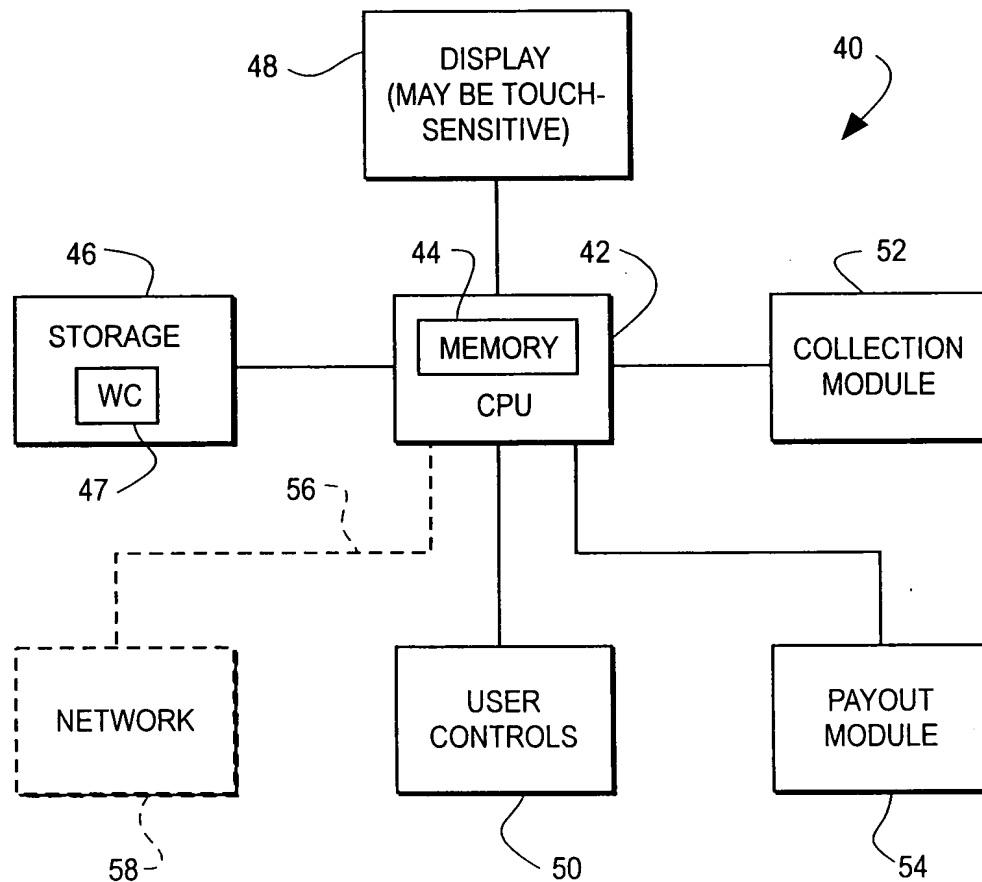 48
DISPLAY
(MAY BE TOUCH-
SENSITIVE)
40
46
44
42
52
STORAGE
WC
MEMORY
CPU
COLLECTION
MODULE
47
56
NETWORK
USER
CONTROLS
PAYOUT
MODULE
58
50
54